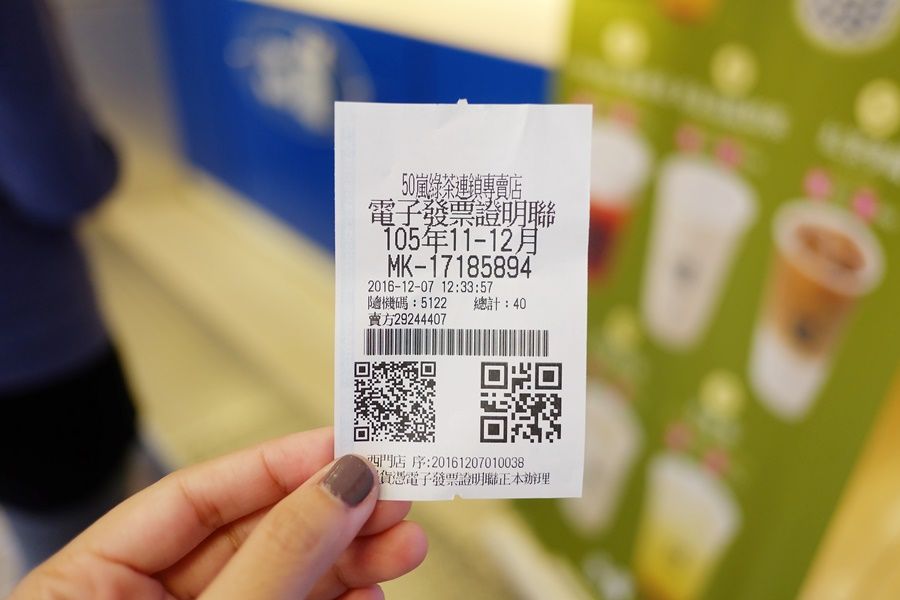 50嵐綠茶連鎖專賣店
電子發票證明聯
105年11-12月
MK-17185894
2016-12-07 12:33:57
隨機碼：5122 總計：40
賣方29244407
西門店 序:20161207010038
貨憑電子發票證明聯正本辦理